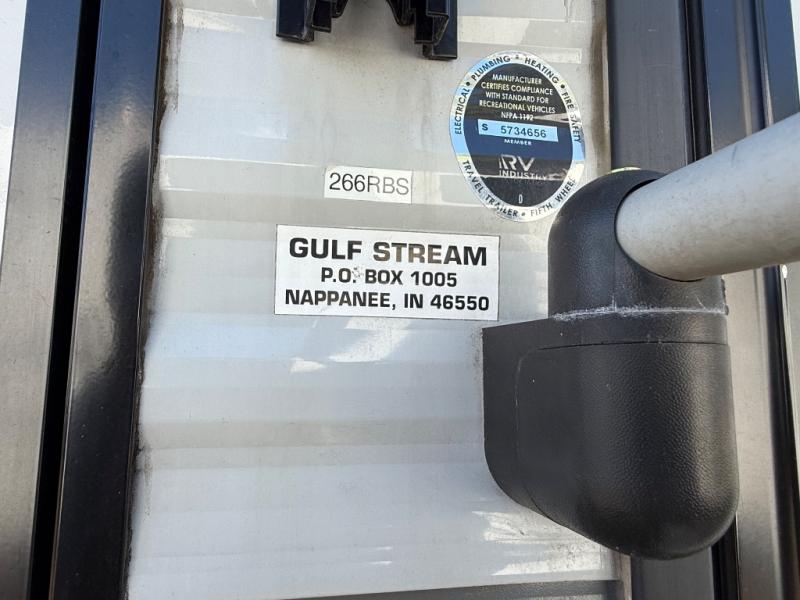 ELECTRICAL • PLUMBING • HEATING • FIRE SAFETY
MANUFACTURER
CERTIFIES COMPLIANCE
WITH STANDARD FOR
RECREATIONAL VEHICLES
NFPA 1192
S 5734656
MEMBER
RV
INDUSTRY
D
TRAVEL TRAILER • FIFTH WHEEL
266RBS
GULF STREAM
P.O. BOX 1005
NAPPANEE, IN 46550